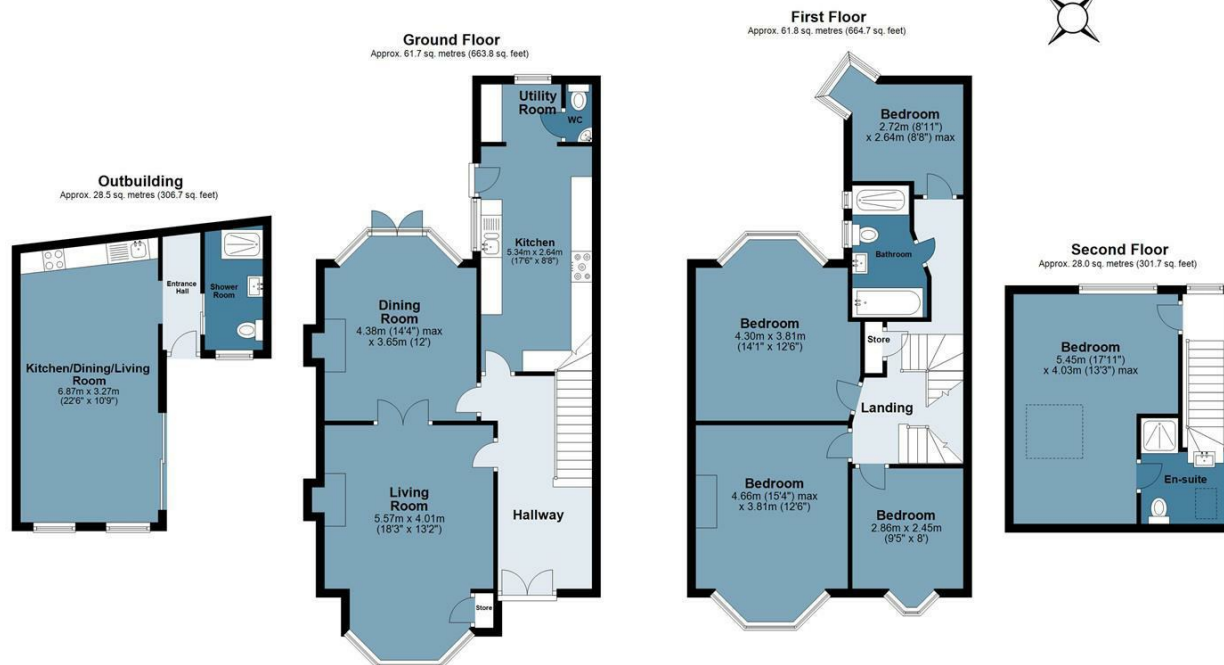 Outbuilding
Approx. 28.5 sq. metres (306.7 sq. feet)
Entrance
Hall
Shower
Room
Kitchen/Dining/Living
Room
6.87m x 3.27m
(22'6" x 10'9")
Ground Floor
Approx. 61.7 sq. metres (663.8 sq. feet)
Utility
Room
WC
Kitchen
5.34m x 2.64m
(17'6" x 8'8")
Dining
Room
4.38m (14'4") max
x 3.65m (12')
Living
Room
5.57m x 4.01m
(18'3" x 13'2")
Hallway
Store
First Floor
Approx. 61.8 sq. metres (664.7 sq. feet)
Bedroom
2.72m (8'11")
x 2.64m (8'8") max
Bathroom
Bedroom
4.30m x 3.81m
(14'1" x 12'6")
Store
Landing
Bedroom
4.66m (15'4") max
x 3.81m (12'6")
Bedroom
2.86m x 2.45m
(9'5" x 8')
Second Floor
Approx. 28.0 sq. metres (301.7 sq. feet)
Bedroom
5.45m (17'11")
x 4.03m (13'3") max
En-suite